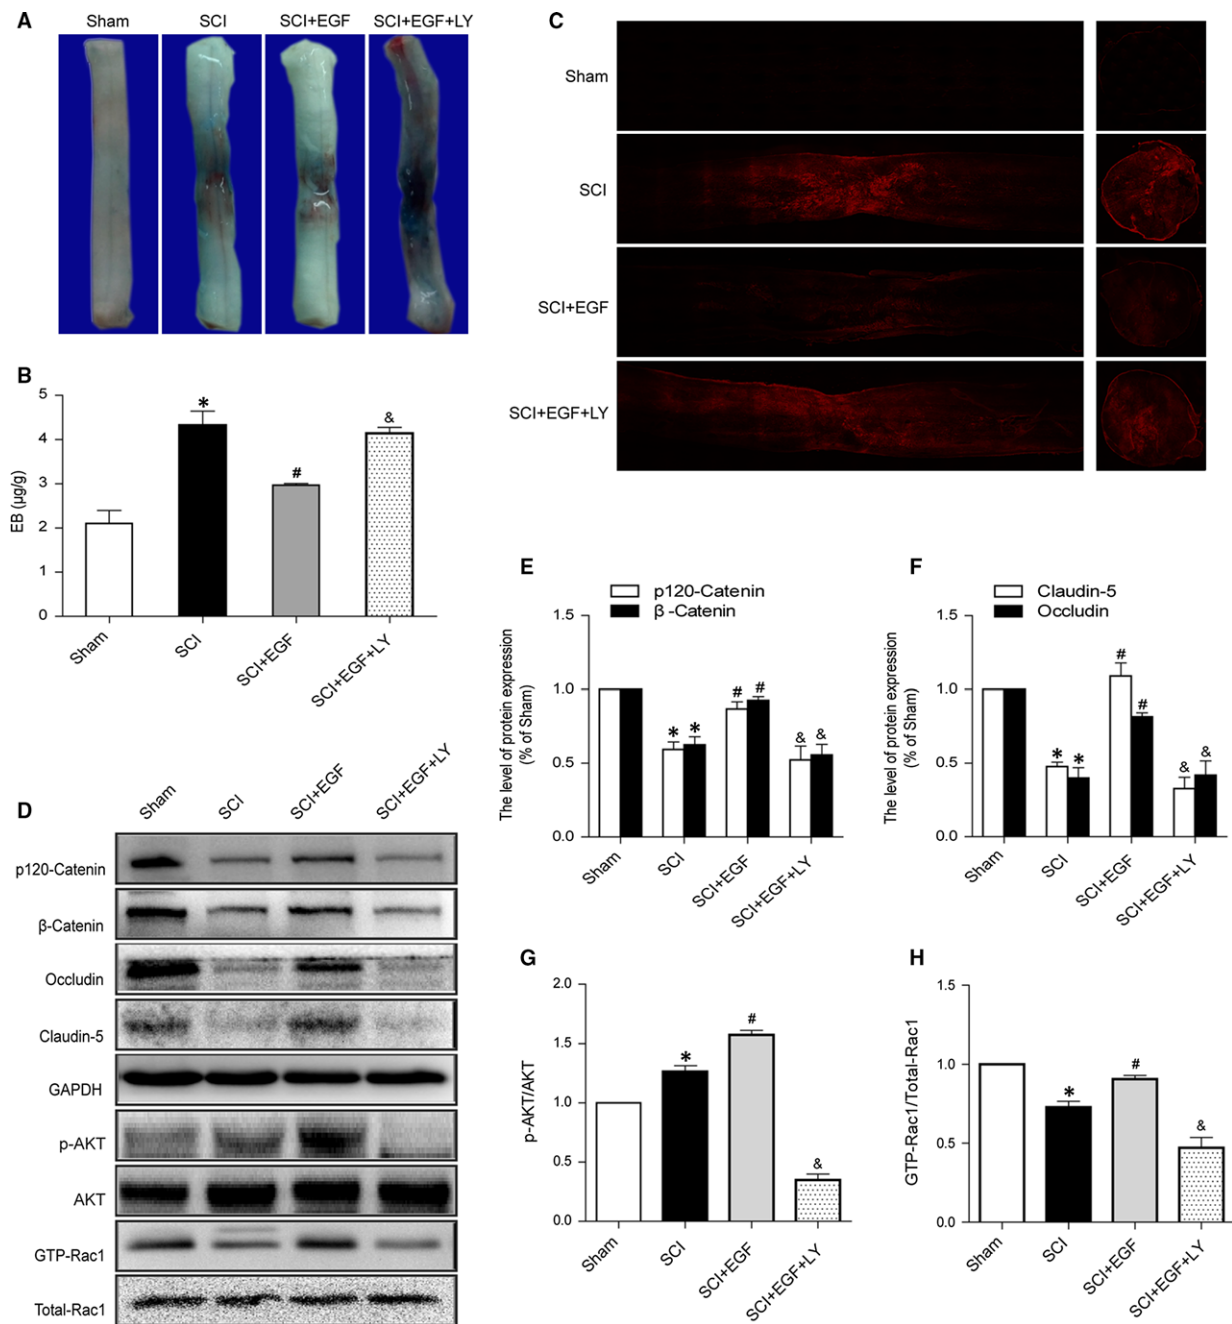 A
Sham SCI SCI+EGF SCI+EGF+LY
B
EB (µg/g)
5
4
3
2
1
0
* # &
Sham SCI SCI+EGF SCI+EGF+LY
C
Sham
SCI
SCI+EGF
SCI+EGF+LY
D
Sham SCI SCI+EGF SCI+EGF+LY
p120-Catenin
β-Catenin
Occludin
Claudin-5
GAPDH
p-AKT
AKT
GTP-Rac1
Total-Rac1
E
p120-Catenin
β -Catenin
The level of protein expression
(% of Sham)
1.5
1.0
0.5
0.0
* * # # & &
Sham SCI SCI+EGF SCI+EGF+LY
F
Claudin-5
Occludin
The level of protein expression
(% of Sham)
1.5
1.0
0.5
0.0
* * # # & &
Sham SCI SCI+EGF SCI+EGF+LY
G
p-AKT/AKT
2.0
1.5
1.0
0.5
0.0
* # &
Sham SCI SCI+EGF SCI+EGF+LY
H
GTP-Rac1/Total-Rac1
1.5
1.0
0.5
0.0
* # &
Sham SCI SCI+EGF SCI+EGF+LY